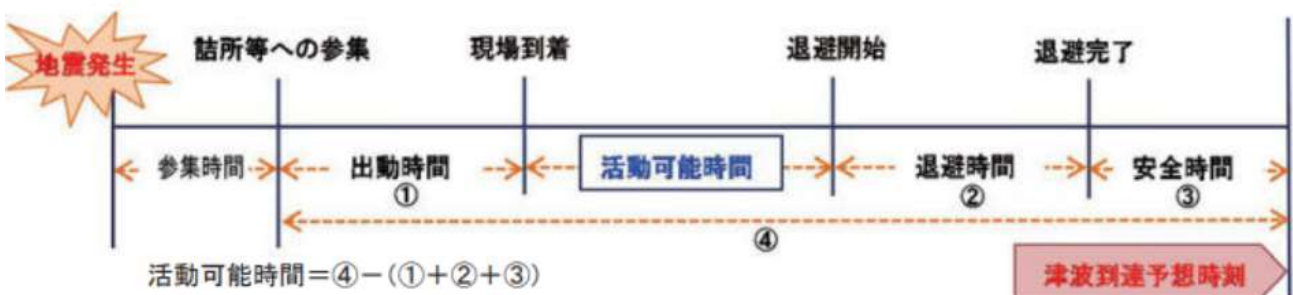 地震発生
詰所等への参集
現場到着
退避開始
退避完了
参集時間
出動時間
①
活動可能時間
退避時間
②
安全時間
③
④
活動可能時間=④-(①+②+③))
津波到達予想時刻